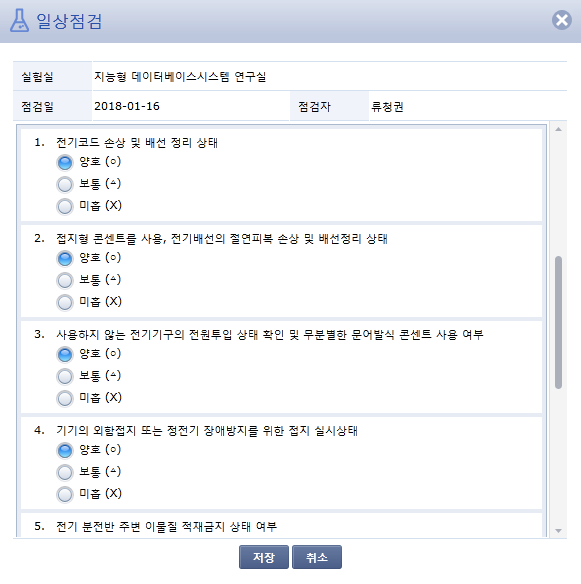 일상점검
실험실 지능형 데이터베이스시스템 연구실
점검일 2018-01-16 점검자 류청권
1. 전기코드 손상 및 배선 정리 상태
양호 (○)
보통 (△)
미흡 (X)
2. 접지형 콘센트를 사용, 전기배선의 절연피복 손상 및 배선정리 상태
양호 (○)
보통 (△)
미흡 (X)
3. 사용하지 않는 전기기구의 전원투입 상태 확인 및 무분별한 문어발식 콘센트 사용 여부
양호 (○)
보통 (△)
미흡 (X)
4. 기기의 외함접지 또는 정전기 장애방지를 위한 접지 실시상태
양호 (○)
보통 (△)
미흡 (X)
5. 전기 분전반 주변 이물질 적재금지 상태 여부
저장 취소